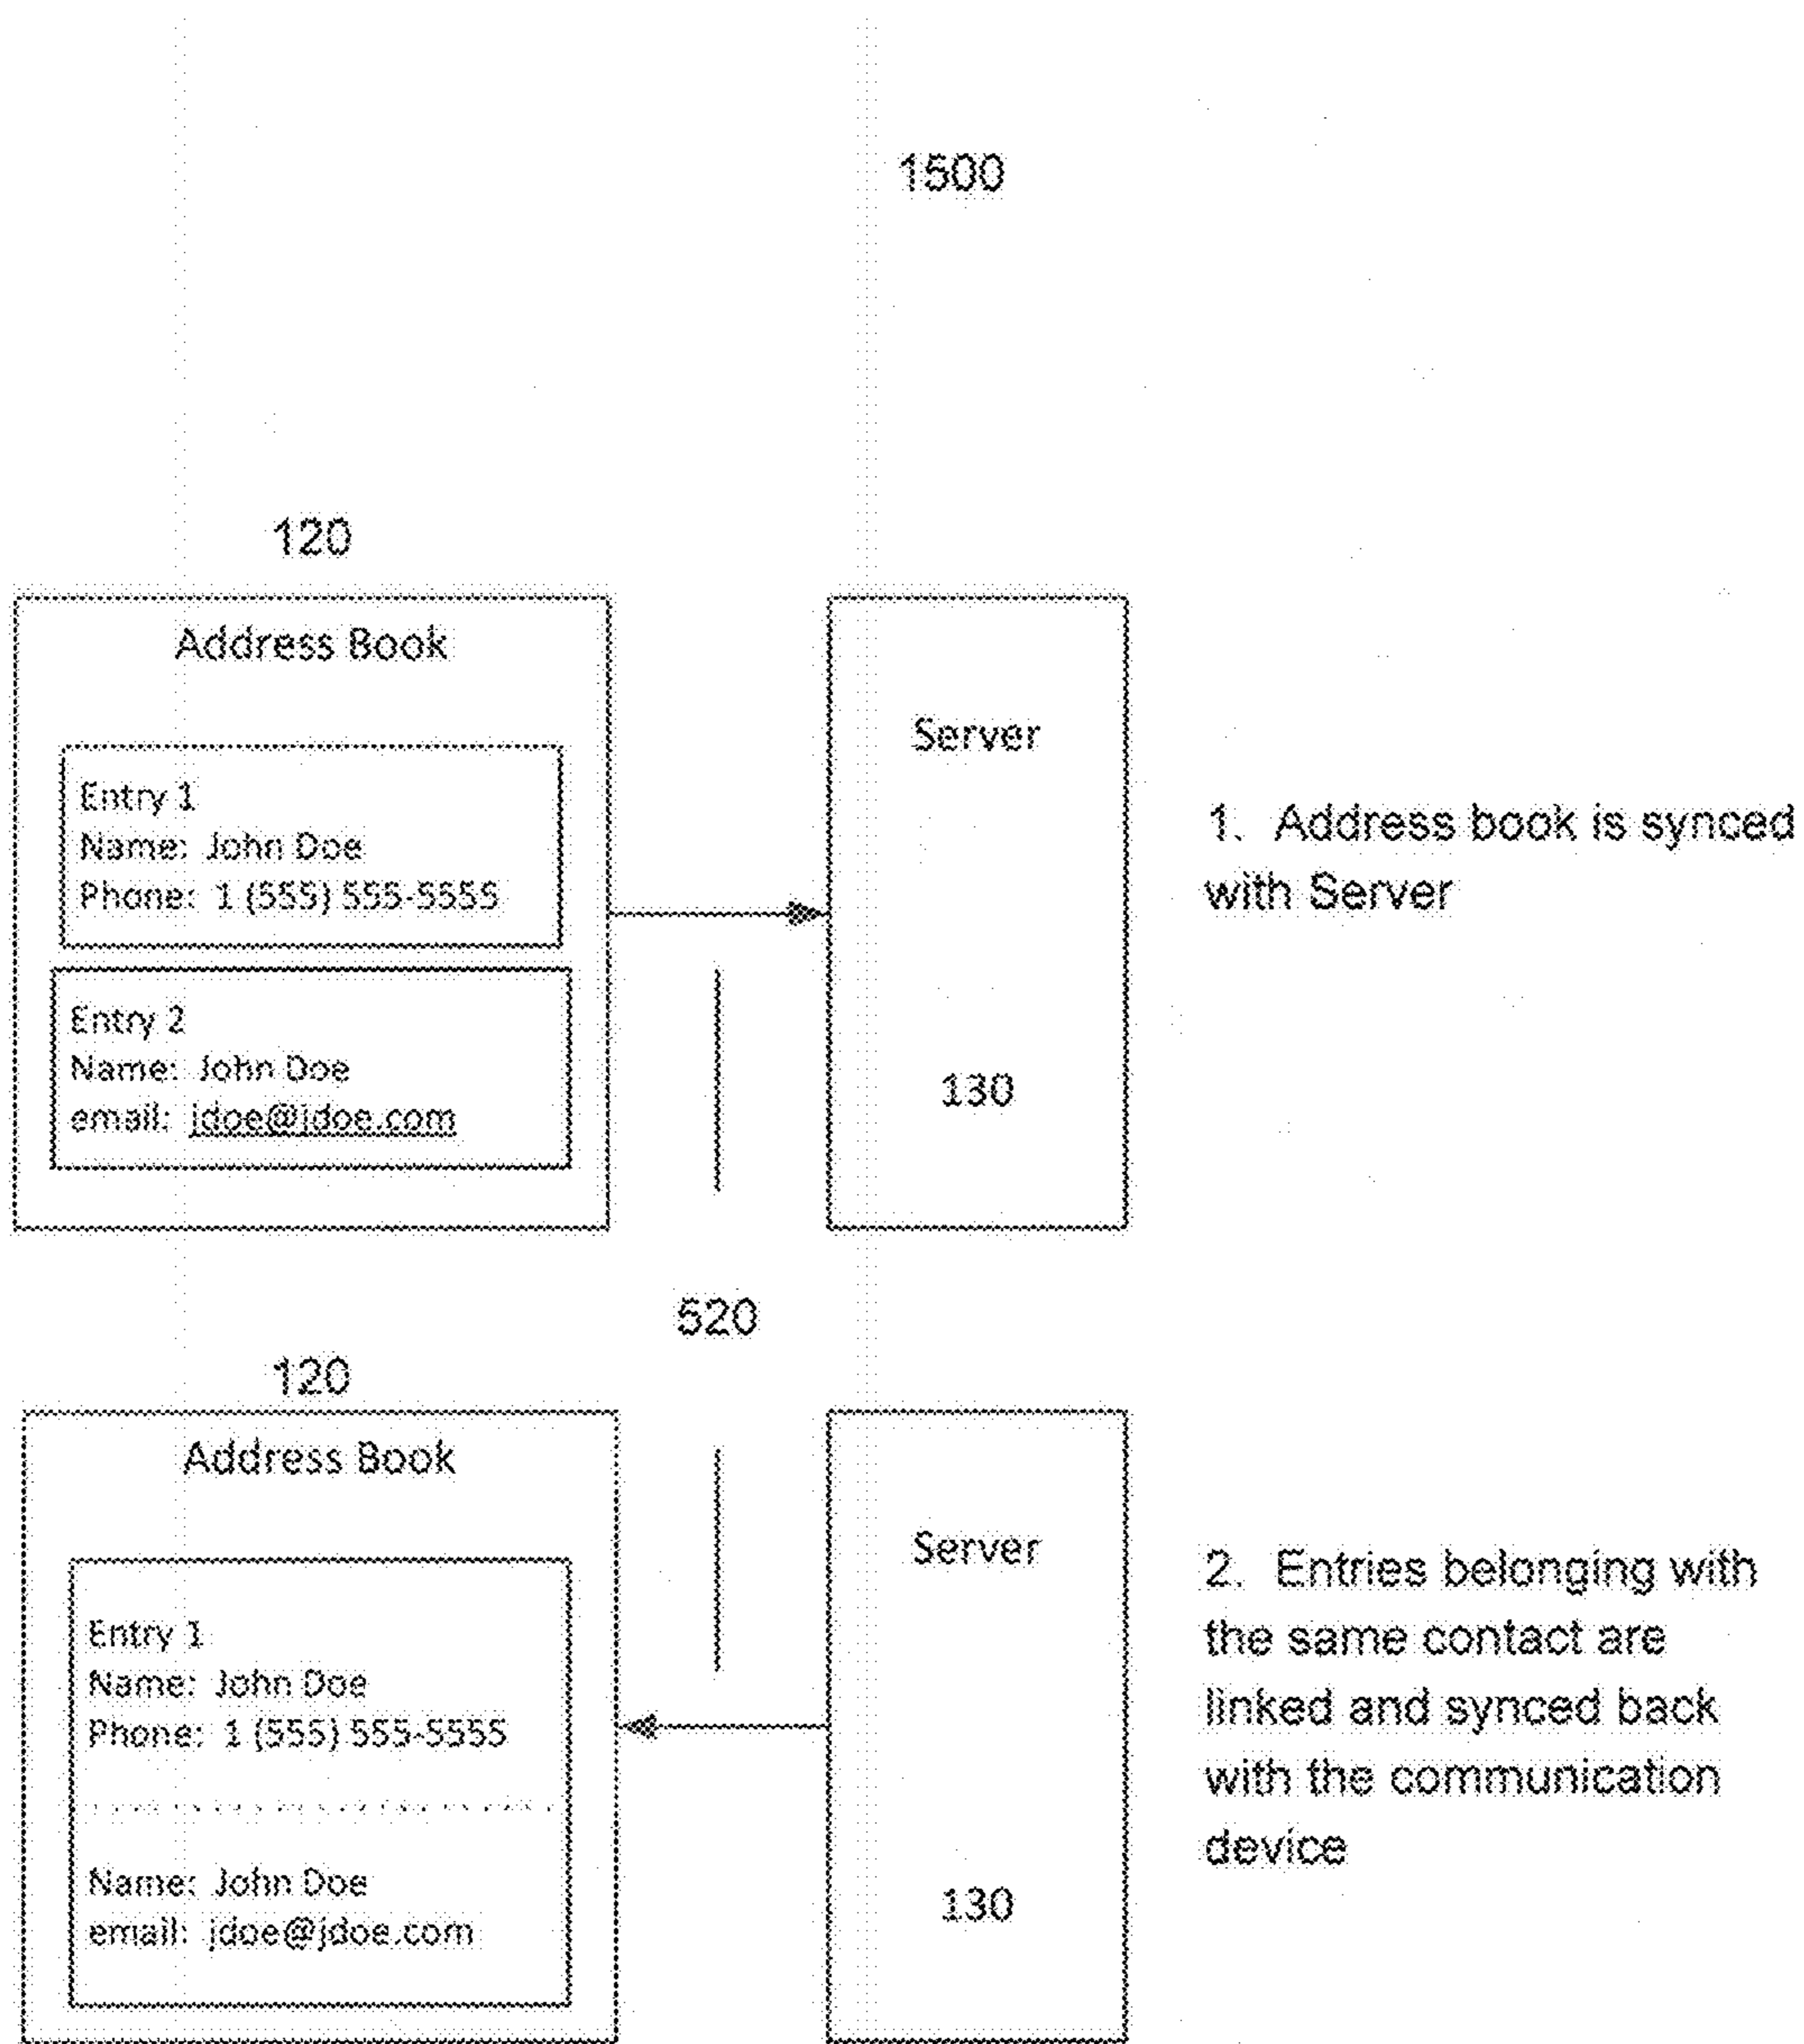 1500
120
Address Book
Entry 1
Name: John Doe
Phone: 1 (555) 555-5555
Entry 2
Name: John Doe
email: jdoe@jdoe.com
Server
130
1. Address book is synced
with Server
520
120
Address Book
Entry 1
Name: John Doe
Phone: 1 (555) 555-5555
Name: John Doe
email: jdoe@jdoe.com
Server
130
2. Entries belonging with
the same contact are
linked and synced back
with the communication
device